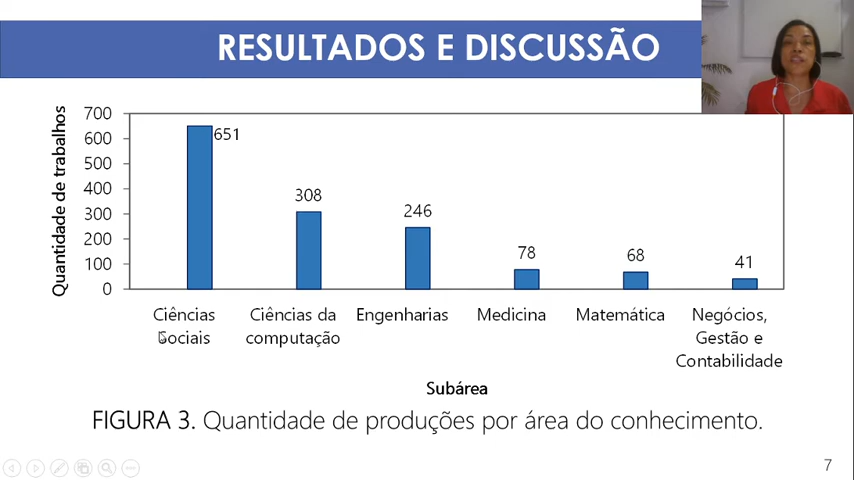 RESULTADOS E DISCUSSÃO
Quantidade de trabalhos
700
600
500
400
300
200
100
0
651
308
246
78
68
41
Ciências
Sociais
Ciências da
computação
Engenharias
Medicina
Matemática
Negócios,
Gestão e
Contabilidade
Subárea
FIGURA 3. Quantidade de produções por área do conhecimento.
7